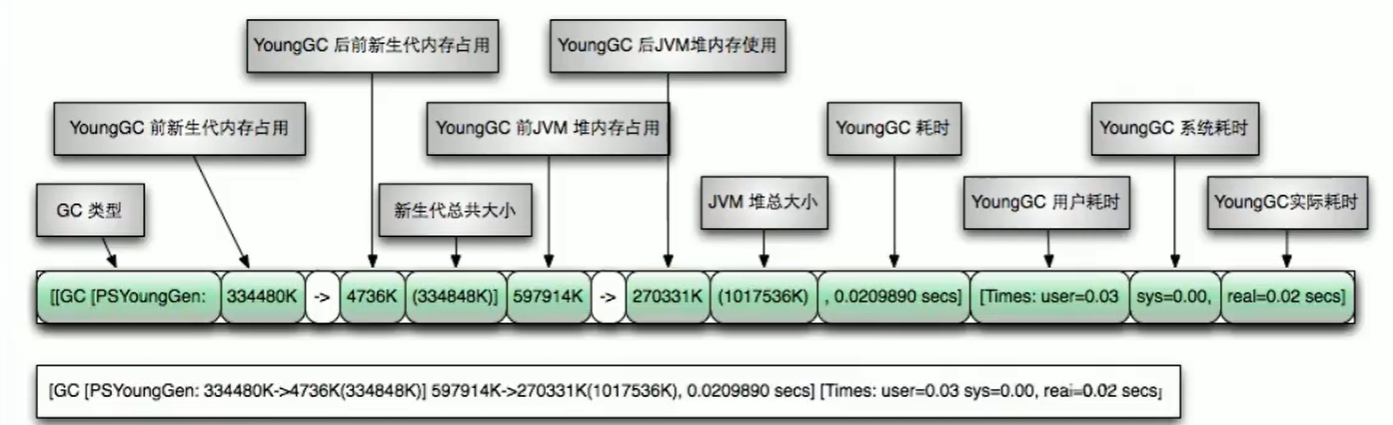 YoungGC 后前新生代内存占用
YoungGC 后JVM堆内存使用
YoungGC 前新生代内存占用
YoungGC 前JVM 堆内存占用
YoungGC 耗时
YoungGC 系统耗时
GC 类型
新生代总共大小
JVM 堆总大小
YoungGC 用户耗时
YoungGC实际耗时
[[GC [PSYoungGen: 334480K -> 4736K (334848K)] 597914K -> 270331K (1017536K) , 0.0209890 secs] [Times: user=0.03 sys=0.00, real=0.02 secs]
[GC [PSYoungGen: 334480K->4736K(334848K)] 597914K->270331K(1017536K), 0.0209890 secs] [Times: user=0.03 sys=0.00, real=0.02 secs]